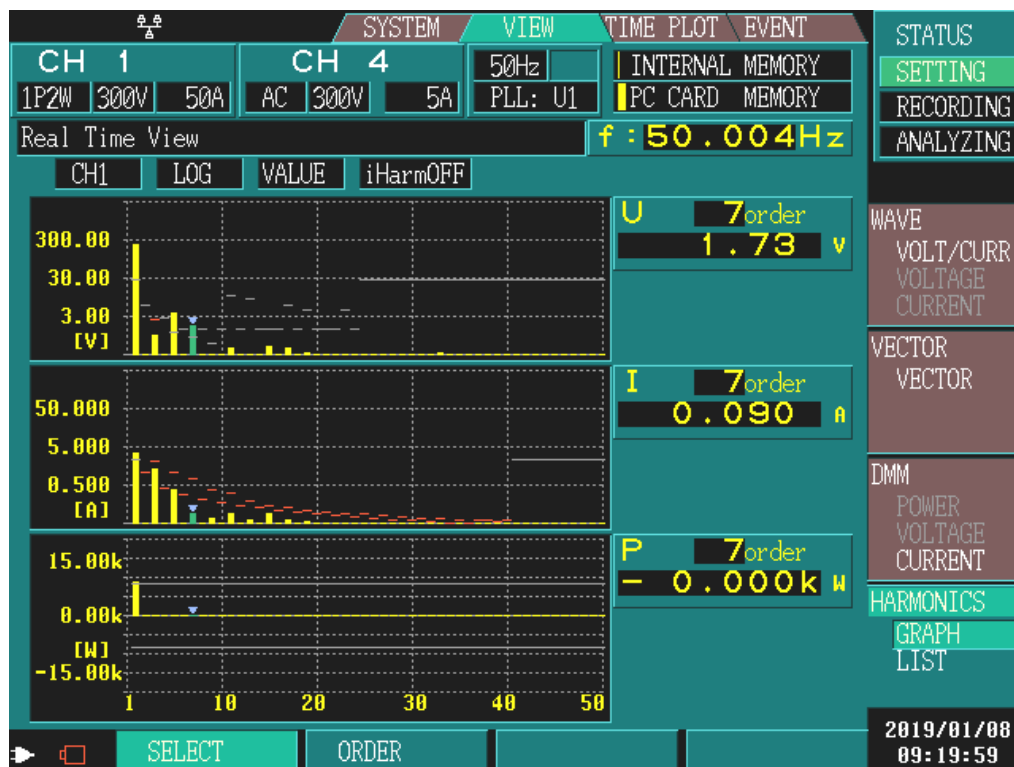 SYSTEM VIEW TIME PLOT EVENT
CH 1 CH 4 50Hz INTERNAL MEMORY
1P2W 300V 50A AC 300V 5A PLL: U1 PC CARD MEMORY
Real Time View f:50.004Hz
CH1 LOG VALUE iHarmOFF
300.00
30.00
3.00
[V]
U 7order
1.73 V
50.000
5.000
0.500
[A]
I 7order
0.090 A
15.00k
0.00k
[W]
-15.00k
P 7order
- 0.000k W
1 10 20 30 40 50
SELECT ORDER
STATUS
SETTING
RECORDING
ANALYZING
WAVE
VOLT/CURR
VOLTAGE
CURRENT
VECTOR
VECTOR
DMM
POWER
VOLTAGE
CURRENT
HARMONICS
GRAPH
LIST
2019/01/08
09:19:59